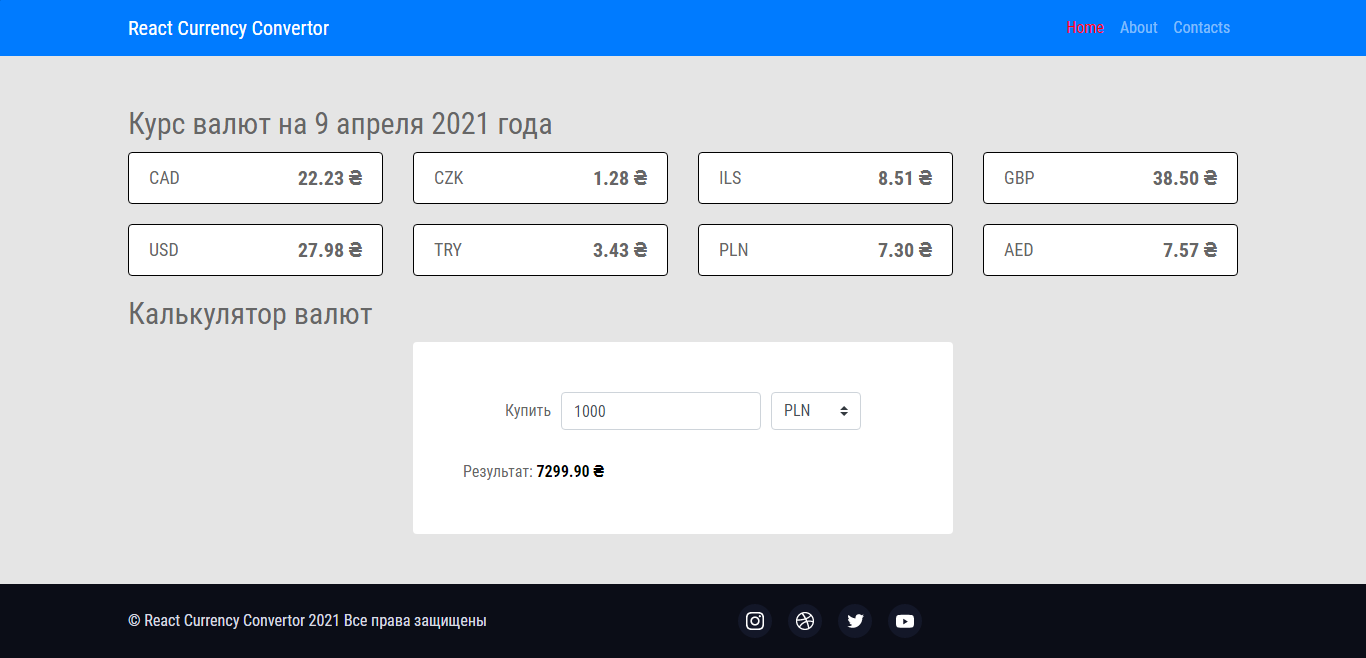 React Currency Convertor Home About Contacts
Курс валют на 9 апреля 2021 года
CAD 22.23 ₴ CZK 1.28 ₴ ILS 8.51 ₴ GBP 38.50 ₴
USD 27.98 ₴ TRY 3.43 ₴ PLN 7.30 ₴ AED 7.57 ₴
Калькулятор валют
Купить 1000 PLN
Результат: 7299.90 ₴
© React Currency Convertor 2021 Все права защищены